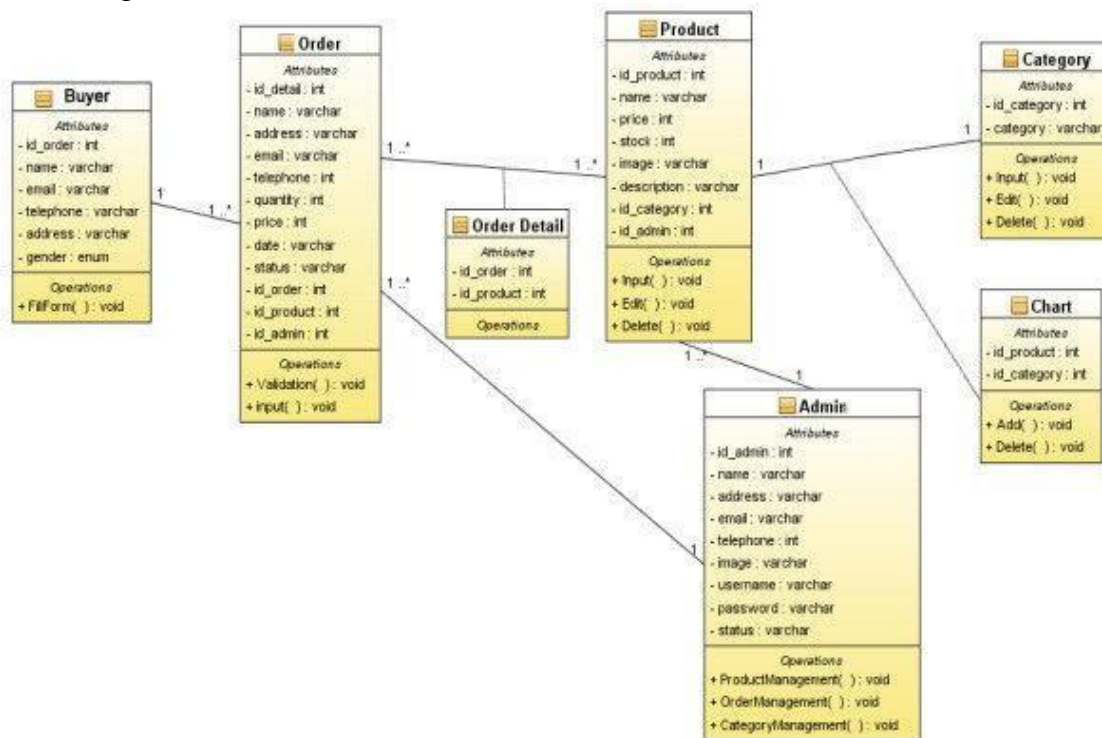 Buyer
Attributes
- id_order : int
- name : varchar
- email : varchar
- telephone : varchar
- address : varchar
- gender : enum
Operations
+ FillForm( ) : void
1
1..*
Order
Attributes
- id_detail : int
- name : varchar
- address : varchar
- email : varchar
- telephone : int
- quantity : int
- price : int
- date : varchar
- status : varchar
- id_order : int
- id_product : int
- id_admin : int
Operations
+ Validation( ) : void
+ input( ) : void
1 ..*
1 ..*
1 ..*
Order Detail
Attributes
- id_order : int
- id_product : int
Operations
Product
Attributes
- id_product : int
- name : varchar
- price : int
- stock : int
- image : varchar
- description : varchar
- id_category : int
- id_admin : int
Operations
+ Input( ) : void
+ Edit( ) : void
+ Delete( ) : void
1
1
1 ..*
1
Category
Attributes
- id_category : int
- category : varchar
Operations
+ Input( ) : void
+ Edit( ) : void
+ Delete( ) : void
Chart
Attributes
- id_product : int
- id_category : int
Operations
+ Add( ) : void
+ Delete( ) : void
1
Admin
Attributes
- id_admin : int
- name : varchar
- address : varchar
- email : varchar
- telephone : int
- image : varchar
- username : varchar
- password : varchar
- status : varchar
Operations
+ ProductManagement( ) : void
+ OrderManagement( ) : void
+ CategoryManagement( ) : void